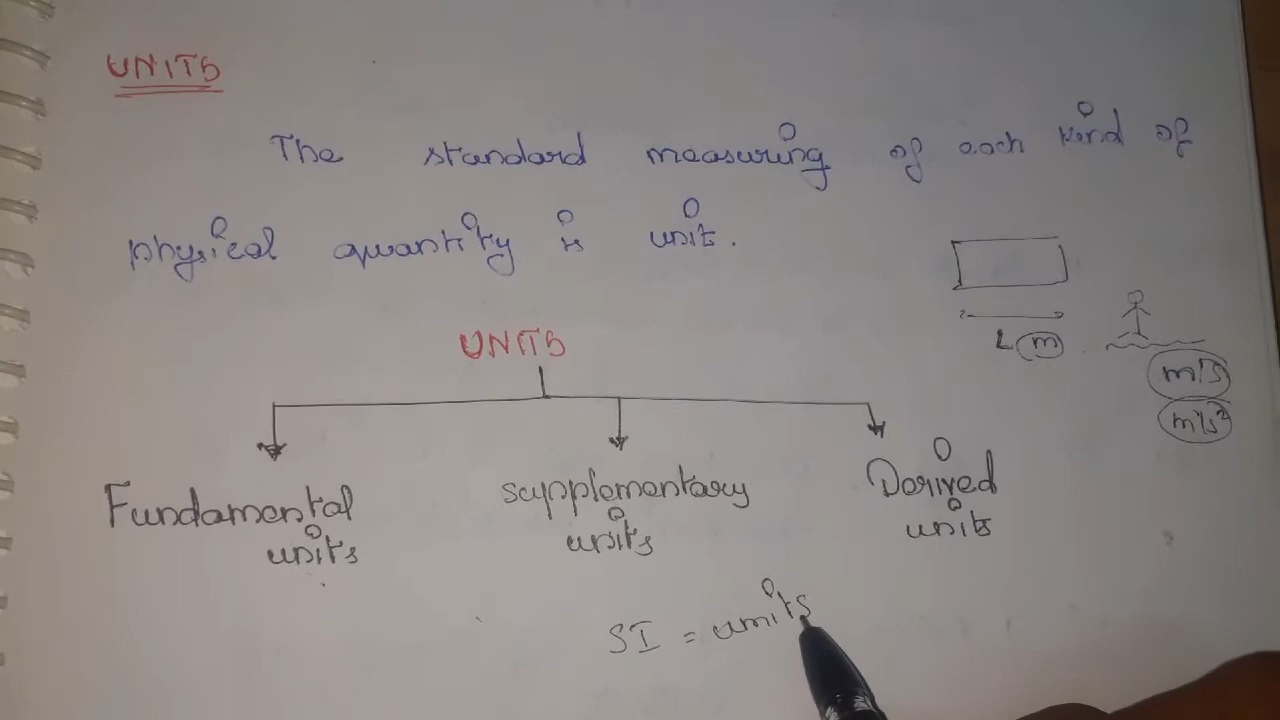 UNITS
The standard measuring of each kind of
physical quantity is unit.
L m
m/s
m/s²
UNITS
Fundamental units
supplementary units
Derived units
SI = units